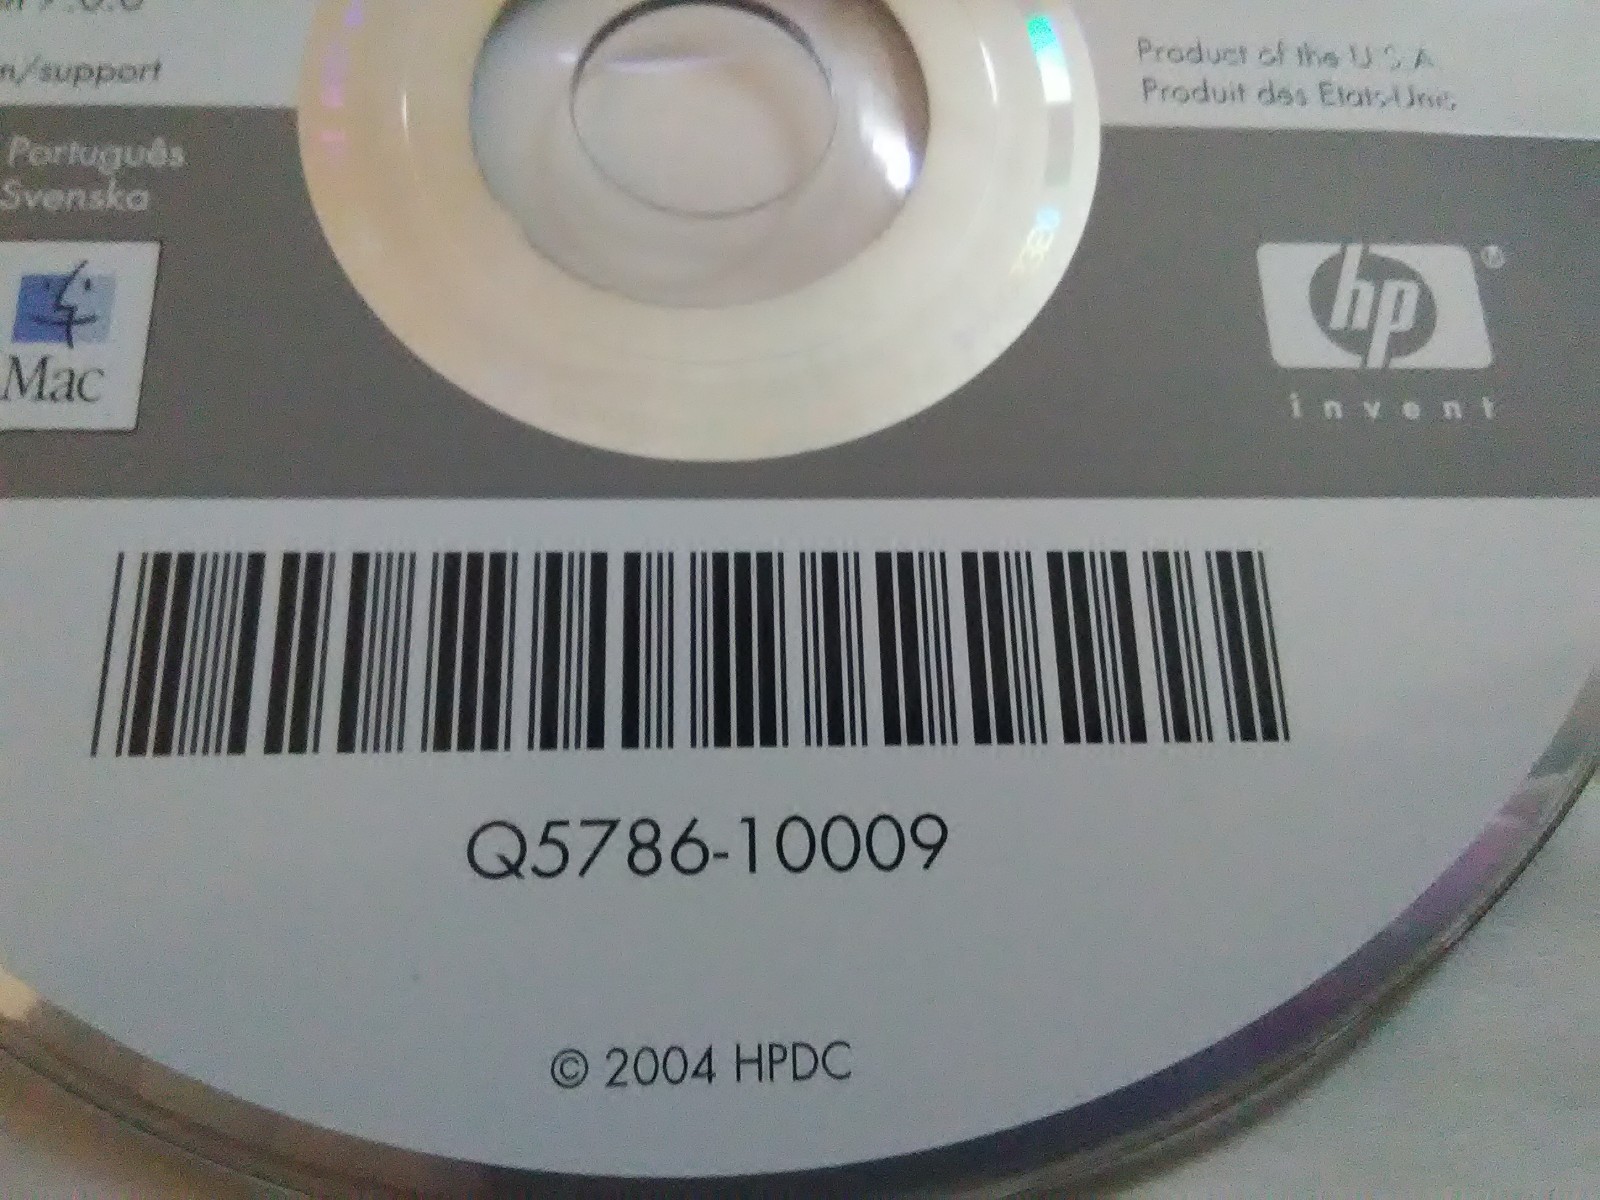 n/support
Português
Svenska
Mac
Product of the U.S.A.
Produit des Etats-Unis
hp®
invent
Q5786-10009
© 2004 HPDC